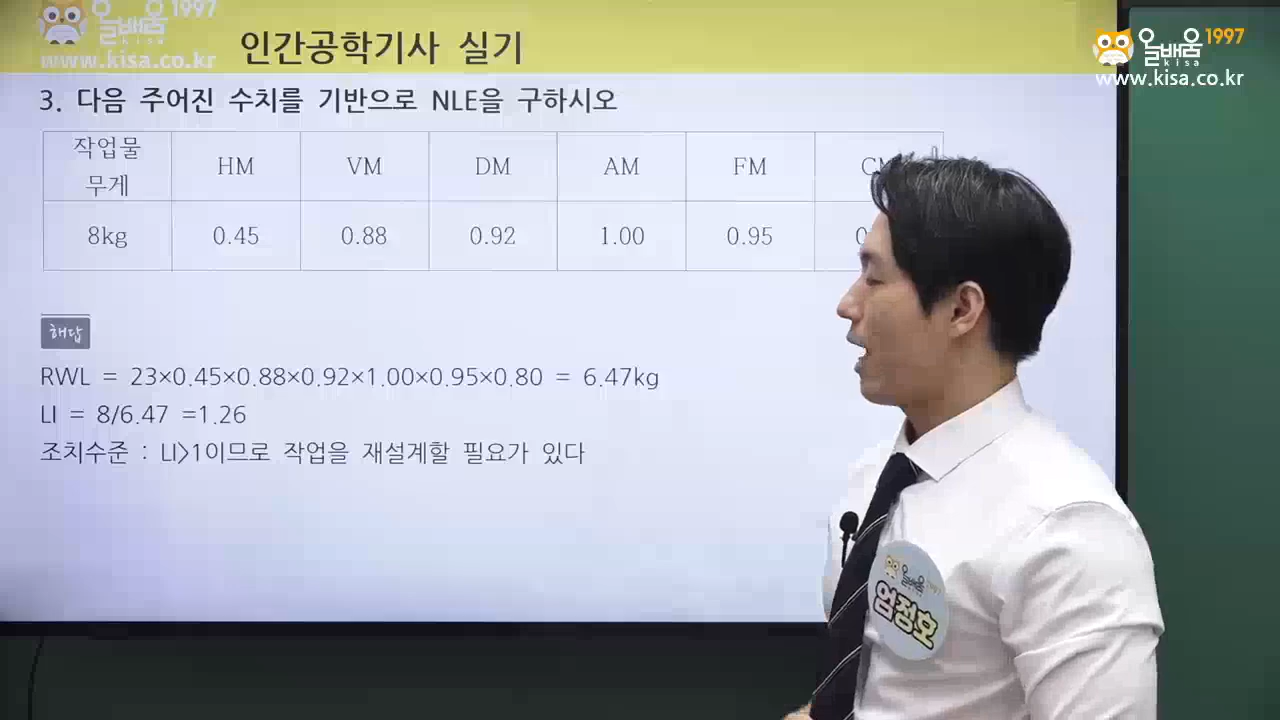 올배움 1997
kisa
www.kisa.co.kr
인간공학기사 실기
올배움 1997
kisa
www.kisa.co.kr
3. 다음 주어진 수치를 기반으로 NLE을 구하시오
작업물 무게 HM VM DM AM FM
8kg 0.45 0.88 0.92 1.00 0.95
해답
RWL = 23×0.45×0.88×0.92×1.00×0.95×0.80 = 6.47kg
LI = 8/6.47 =1.26
조치수준 : LI>1이므로 작업을 재설계할 필요가 있다
올배움 1997
엄정호